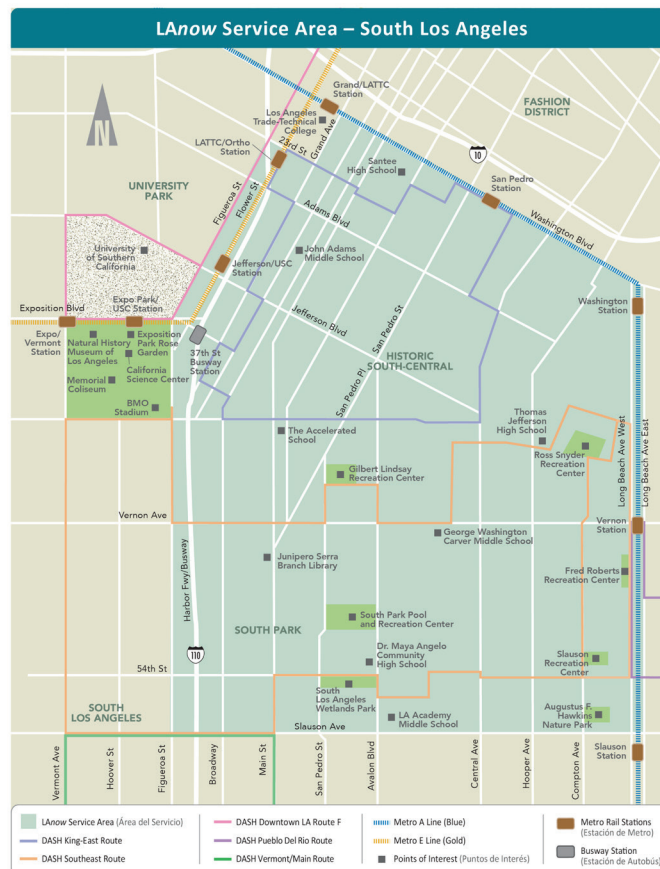 LAnow Service Area – South Los Angeles
Grand/LATTC
Station
FASHION
DISTRICT
Los Angeles
Trade-Technical
College
Grand Ave
N
LATTC/Ortho
Station
23rd St
10
Santee
High School
San Pedro
Station
UNIVERSITY
PARK
Figueroa St
Flower St
Adams Blvd
Washington Blvd
University
of Southern
California
John Adams
Middle School
Jefferson/USC
Station
Expo Park/
USC Station
Exposition Blvd
Washington
Station
Jefferson Blvd
San Pedro St
Expo/
Vermont
Station
Natural History
Museum of
Los Angeles
Exposition
Park Rose
Garden
California
Science Center
37th St
Busway
Station
HISTORIC
SOUTH-CENTRAL
Memorial
Coliseum
BMO
Stadium
San Pedro Pl
Thomas
Jefferson
High School
Long Beach Ave West
Long Beach Ave East
The Accelerated
School
Ross Snyder
Recreation
Center
Gilbert Lindsay
Recreation Center
Vernon Ave
Vernon
Station
George Washington
Carver Middle School
Harbor Fwy/Busway
Junipero Serra
Branch Library
Fred Roberts
Recreation Center
South Park Pool
and Recreation Center
SOUTH PARK
110
Dr. Maya Angelo
Community
High School
54th St
Slauson
Recreation
Center
SOUTH
LOS ANGELES
South
Los Angeles
Wetlands Park
LA Academy
Middle School
Augustus F.
Hawkins
Nature Park
Slauson Ave
Slauson
Station
Vermont Ave
Hoover St
Figueroa St
Broadway
Main St
San Pedro St
Avalon Blvd
Central Ave
Hooper Ave
Compton Ave
LAnow Service Area (Área del Servicio)
DASH King-East Route
DASH Southeast Route
DASH Downtown LA Route F
DASH Pueblo Del Rio Route
DASH Vermont/Main Route
Metro A Line (Blue)
Metro E Line (Gold)
Points of Interest (Puntos de Interés)
Metro Rail Stations
(Estación de Metro)
Busway Station
(Estación de Autobús)